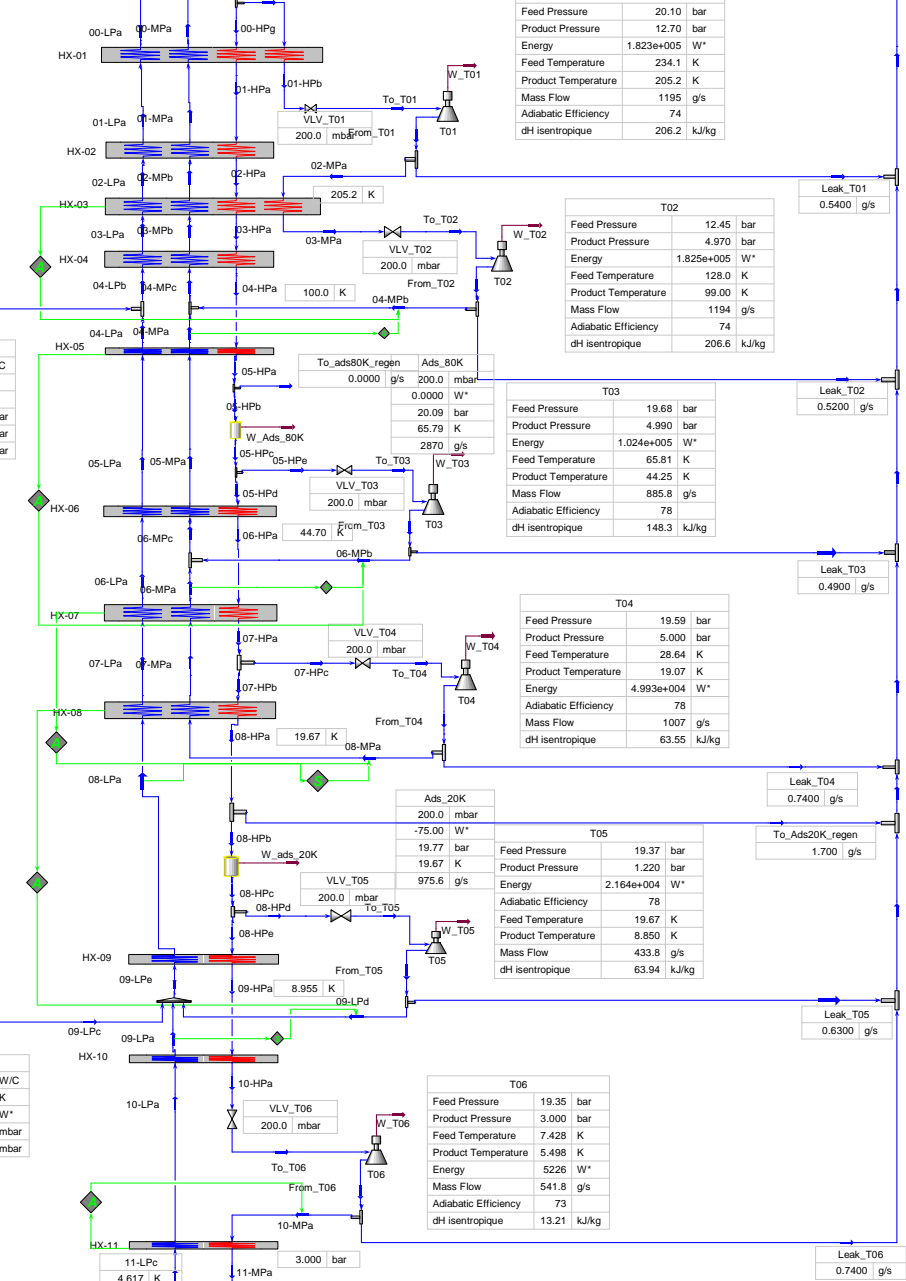 Feed Pressure 20.10 bar
Product Pressure 12.70 bar
Energy 1.823e+005 W*
Feed Temperature 234.1 K
Product Temperature 205.2 K
Mass Flow 1195 g/s
Adiabatic Efficiency 74
dH isentropique 206.2 kJ/kg
00-LPa
00-MPa
00-HPg
HX-01
01-HPa
01-HPb
W_T01
To_T01
T01
VLV_T01
200.0 mbar
From_T01
01-LPa
01-MPa
HX-02
02-MPa
02-LPa
02-MPb
02-HPa
205.2 K
Leak_T01
0.5400 g/s
HX-03
To_T02
W_T02
03-LPa
03-MPb
03-HPa
03-MPa
VLV_T02
200.0 mbar
T02
From_T02
HX-04
T02
Feed Pressure 12.45 bar
Product Pressure 4.970 bar
Energy 1.825e+005 W*
Feed Temperature 128.0 K
Product Temperature 99.00 K
Mass Flow 1194 g/s
Adiabatic Efficiency 74
dH isentropique 206.6 kJ/kg
04-LPb
04-MPc
04-HPa
100.0 K
04-MPb
04-LPa
04-MPa
HX-05
C
05-HPa
To_ads80K_regen
0.0000 g/s
Ads_80K
200.0 mbar
0.0000 W*
20.09 bar
65.79 K
2870 g/s
Leak_T02
0.5200 g/s
05-HPb
W_Ads_80K
ar
ar
ar
05-HPc
05-LPa
05-MPa
05-HPe
To_T03
W_T03
T03
Feed Pressure 19.68 bar
Product Pressure 4.990 bar
Energy 1.024e+005 W*
Feed Temperature 65.81 K
Product Temperature 44.25 K
Mass Flow 885.8 g/s
Adiabatic Efficiency 78
dH isentropique 148.3 kJ/kg
VLV_T03
200.0 mbar
05-HPd
HX-06
T03
From_T03
06-MPc
06-HPa
44.70 K
06-MPb
06-LPa
06-MPa
Leak_T03
0.4900 g/s
HX-07
T04
Feed Pressure 19.59 bar
Product Pressure 5.000 bar
Feed Temperature 28.64 K
Product Temperature 19.07 K
Energy 4.993e+004 W*
Adiabatic Efficiency 78
Mass Flow 1007 g/s
dH isentropique 63.55 kJ/kg
07-HPa
VLV_T04
200.0 mbar
W_T04
07-LPa
07-MPa
07-HPc
To_T04
T04
07-HPb
HX-08
From_T04
08-HPa
19.67 K
08-MPa
08-LPa
Leak_T04
0.7400 g/s
Ads_20K
200.0 mbar
-75.00 W*
19.77 bar
19.67 K
975.6 g/s
To_Ads20K_regen
1.700 g/s
08-HPb
W_ads_20K
T05
Feed Pressure 19.37 bar
Product Pressure 1.220 bar
Energy 2.164e+004 W*
Adiabatic Efficiency 78
Feed Temperature 19.67 K
Product Temperature 8.850 K
Mass Flow 433.8 g/s
dH isentropique 63.94 kJ/kg
08-HPc
VLV_T05
200.0 mbar
08-HPd
To_T05
W_T05
08-HPe
T05
HX-09
From_T05
09-LPe
09-HPa
8.955 K
09-LPd
09-LPc
09-LPa
Leak_T05
0.6300 g/s
HX-10
W/C
K
W*
mbar
mbar
10-HPa
10-LPa
VLV_T06
200.0 mbar
W_T06
T06
Feed Pressure 19.35 bar
Product Pressure 3.000 bar
Feed Temperature 7.428 K
Product Temperature 5.498 K
Energy 5226 W*
Mass Flow 541.8 g/s
Adiabatic Efficiency 73
dH isentropique 13.21 kJ/kg
To_T06
T06
From_T06
10-MPa
HX-11
11-LPc
4.617 K
11-MPa
3.000 bar
Leak_T06
0.7400 g/s